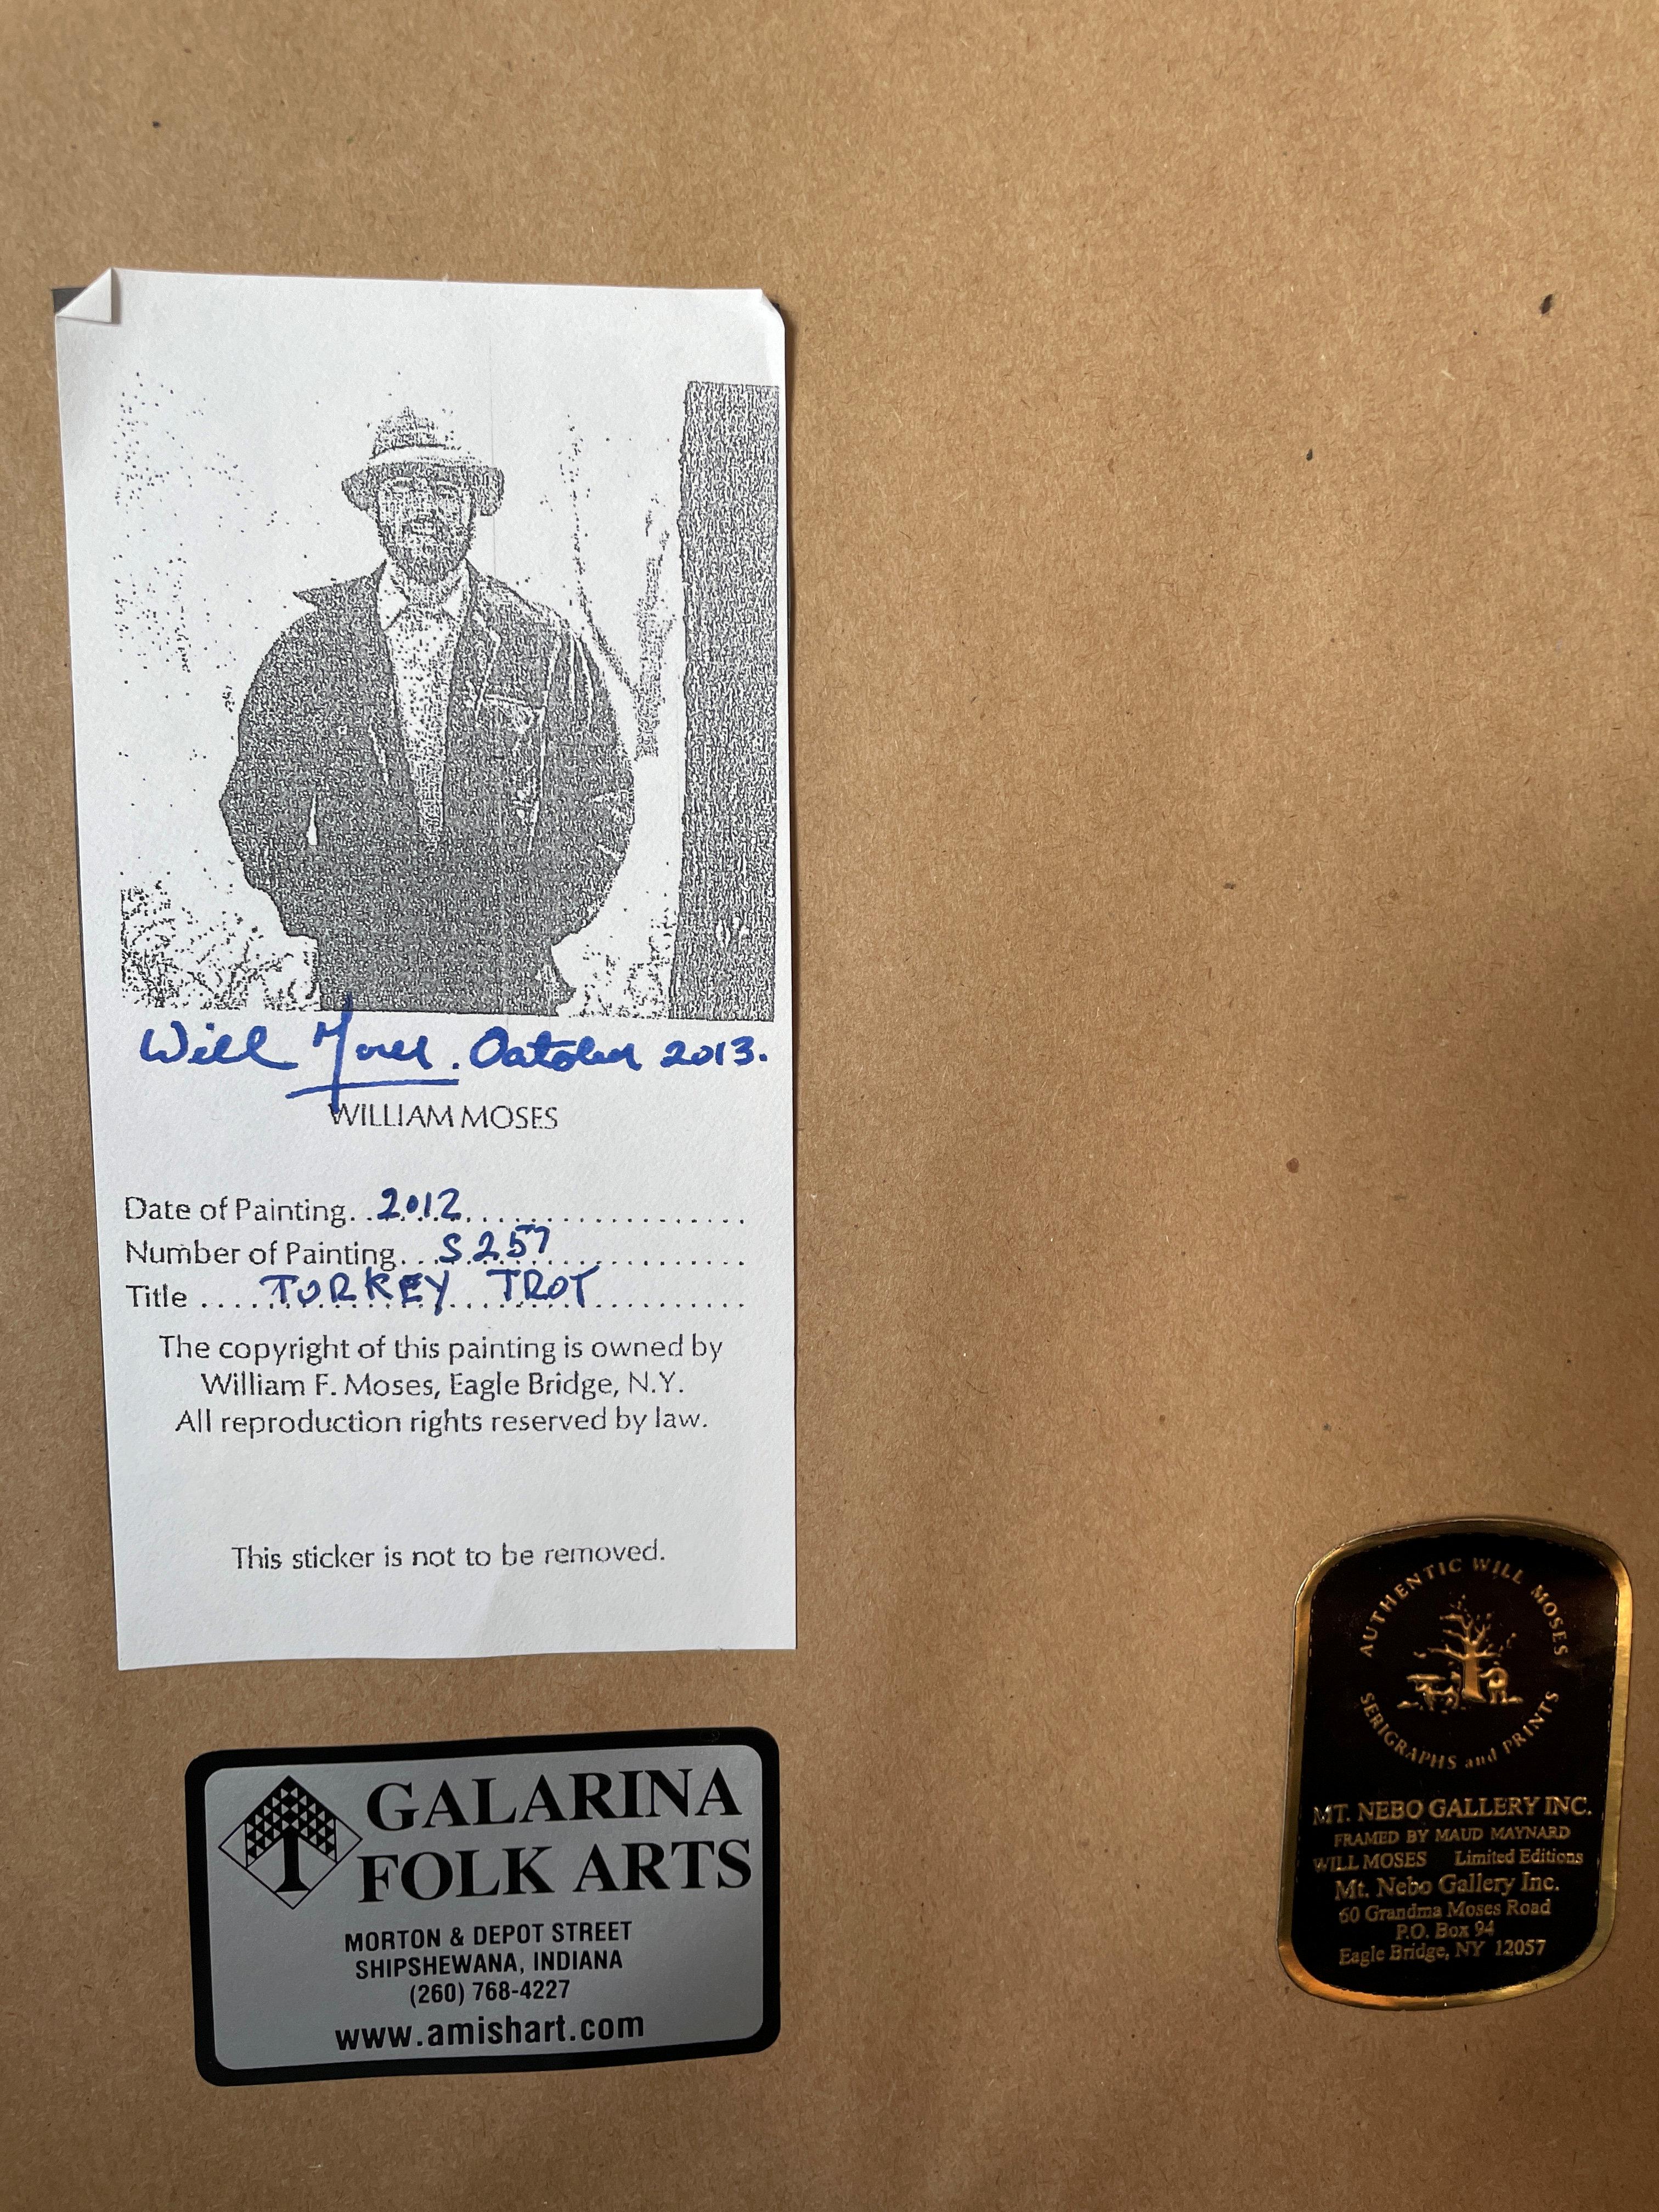 Will Moses. October 2013.
WILLIAM MOSES
Date of Painting....2012....................
Number of Painting...S257..................
Title ....TURKEY TROT..............
The copyright of this painting is owned by
William F. Moses, Eagle Bridge, N.Y.
All reproduction rights reserved by law.
This sticker is not to be removed.
GALARINA
FOLK ARTS
MORTON & DEPOT STREET
SHIPSHEWANA, INDIANA
(260) 768-4227
www.amishart.com
AUTHENTIC WILL MOSES
SERIGRAPHS and PRINTS
MT. NEBO GALLERY INC.
FRAMED BY MAUD MAYNARD
WILL MOSES Limited Editions
Mt. Nebo Gallery Inc.
60 Grandma Moses Road
P.O. Box 94
Eagle Bridge, NY 12057